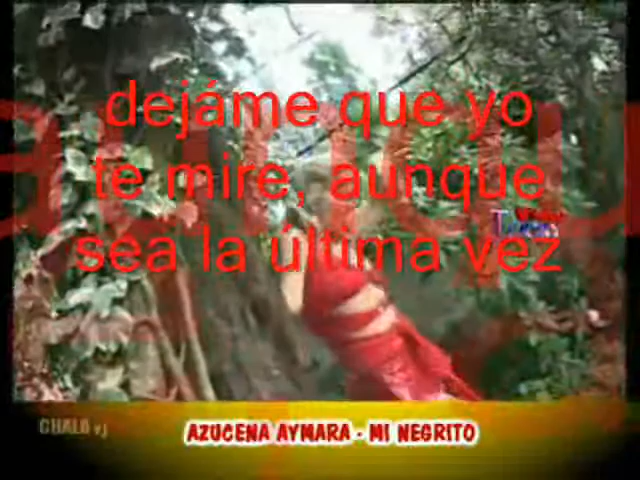 dejáme que yo
te mire, aunque
sea la última vez
CHALO vj
AZUCENA AYMARA - MI NEGRITO